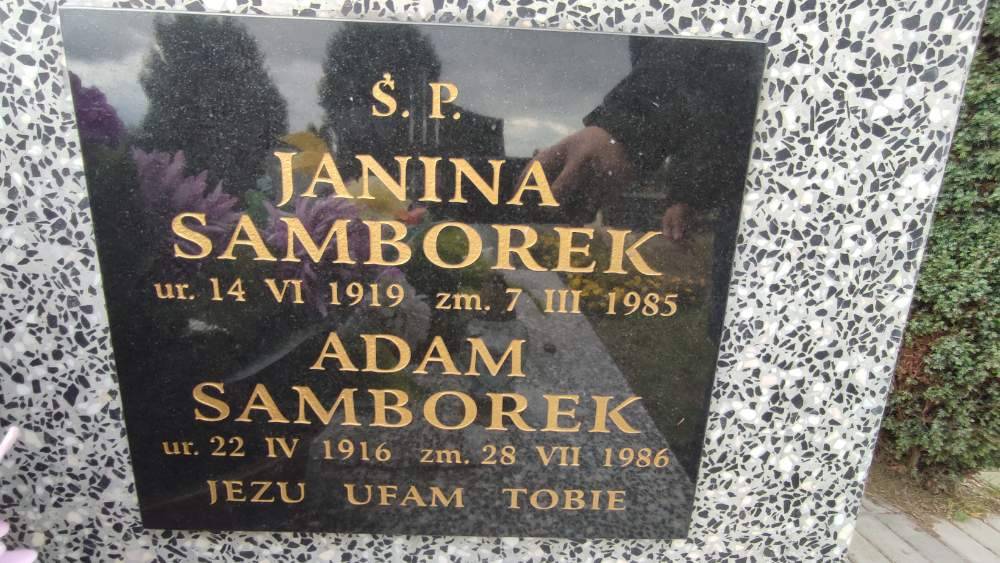 Ś. P.
JANINA
SAMBOREK
ur. 14 VI 1919 zm. 7 III 1985
ADAM
SAMBOREK
ur. 22 IV 1916 zm. 28 VII 1986
JEZU UFAM TOBIE